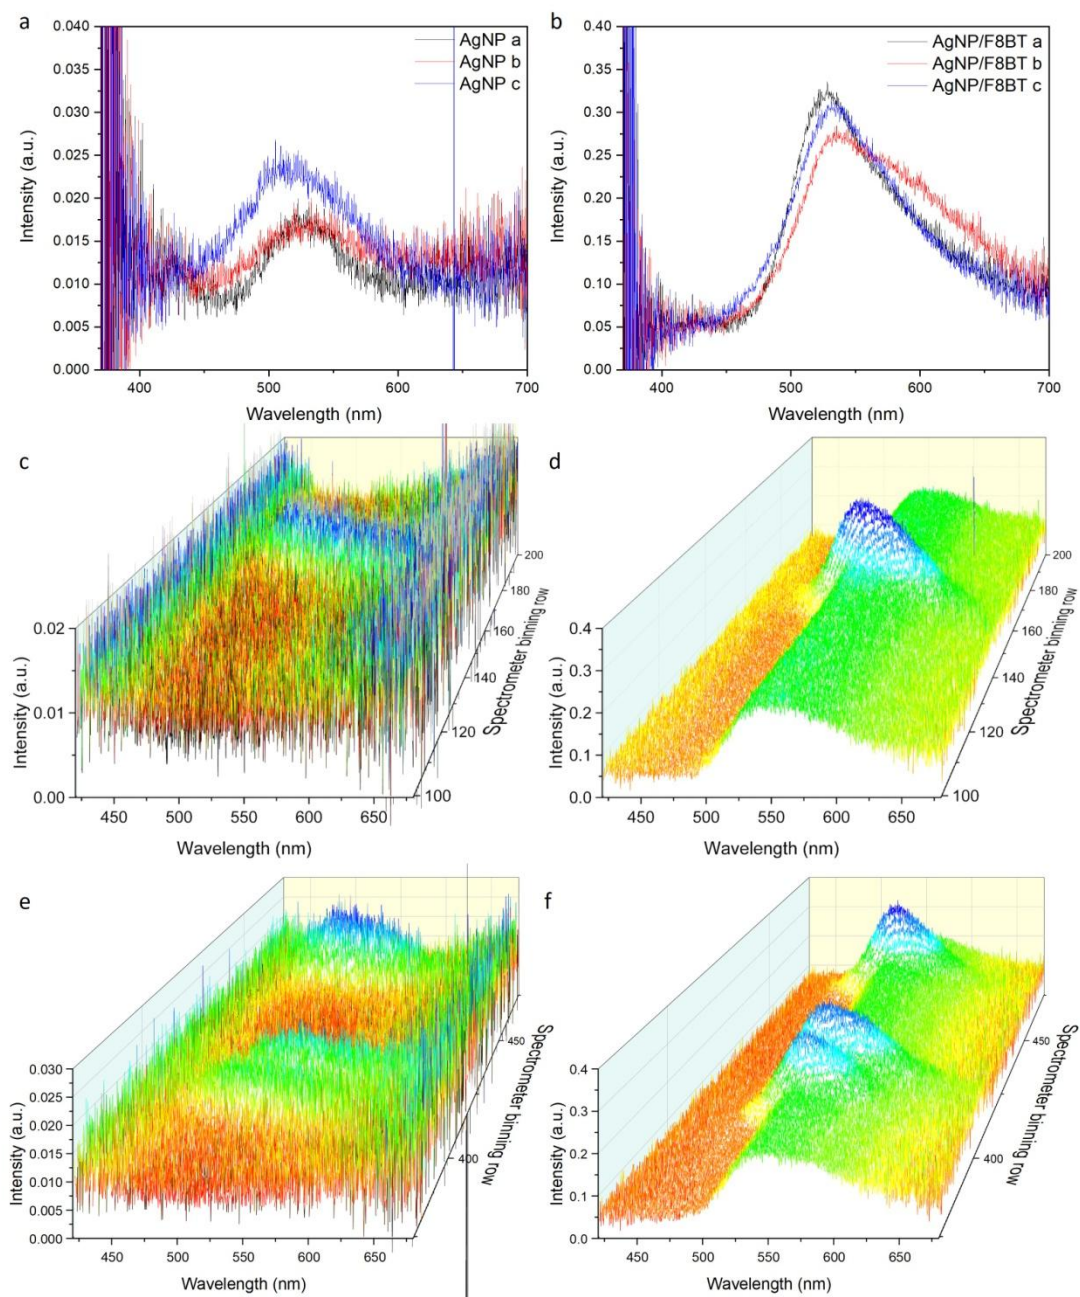 a
0.040
0.035
0.030
0.025
0.020
0.015
0.010
0.005
0.000
Intensity (a.u.)
AgNP a
AgNP b
AgNP c
400 500 600 700
Wavelength (nm)
b
0.40
0.35
0.30
0.25
0.20
0.15
0.10
0.05
0.00
Intensity (a.u.)
AgNP/F8BT a
AgNP/F8BT b
AgNP/F8BT c
400 500 600 700
Wavelength (nm)
c
0.02
0.01
0.00
Intensity (a.u.)
450 500 550 600 650
Wavelength (nm)
100
120
140
160
180
200
Spectrometer binning row
d
0.4
0.3
0.2
0.1
0.0
Intensity (a.u.)
450 500 550 600 650
Wavelength (nm)
100
120
140
160
180
200
Spectrometer binning row
e
0.030
0.025
0.020
0.015
0.010
0.005
0.000
Intensity (a.u.)
450 500 550 600 650
Wavelength (nm)
400
450
Spectrometer binning row
f
0.4
0.3
0.2
0.1
0.0
Intensity (a.u.)
450 500 550 600 650
Wavelength (nm)
400
450
Spectrometer binning row